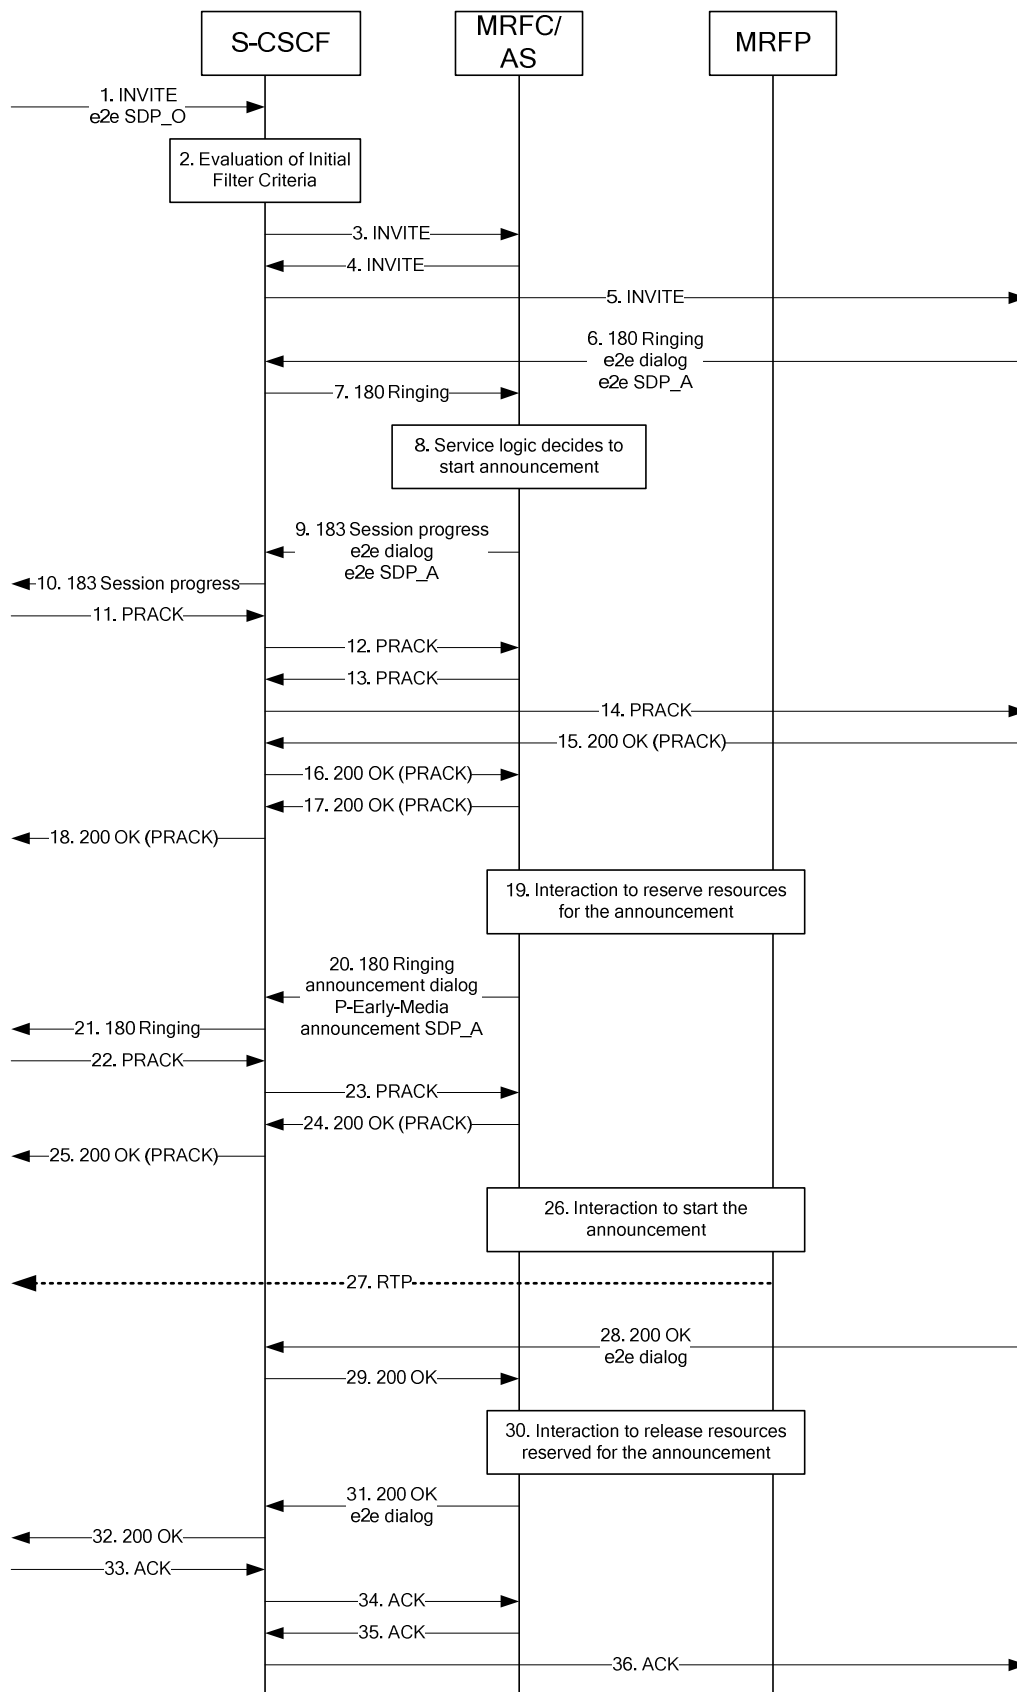 S-CSCF
MRFC/
AS
MRFP
1. INVITE
e2e SDP_O
2. Evaluation of Initial
Filter Criteria
3. INVITE
4. INVITE
5. INVITE
6. 180 Ringing
e2e dialog
e2e SDP_A
7. 180 Ringing
8. Service logic decides to
start announcement
9. 183 Session progress
e2e dialog
e2e SDP_A
10. 183 Session progress
11. PRACK
12. PRACK
13. PRACK
14. PRACK
15. 200 OK (PRACK)
16. 200 OK (PRACK)
17. 200 OK (PRACK)
18. 200 OK (PRACK)
19. Interaction to reserve resources
for the announcement
20. 180 Ringing
announcement dialog
P-Early-Media
announcement SDP_A
21. 180 Ringing
22. PRACK
23. PRACK
24. 200 OK (PRACK)
25. 200 OK (PRACK)
26. Interaction to start the
announcement
27. RTP
28. 200 OK
e2e dialog
29. 200 OK
30. Interaction to release resources
reserved for the announcement
31. 200 OK
e2e dialog
32. 200 OK
33. ACK
34. ACK
35. ACK
36. ACK